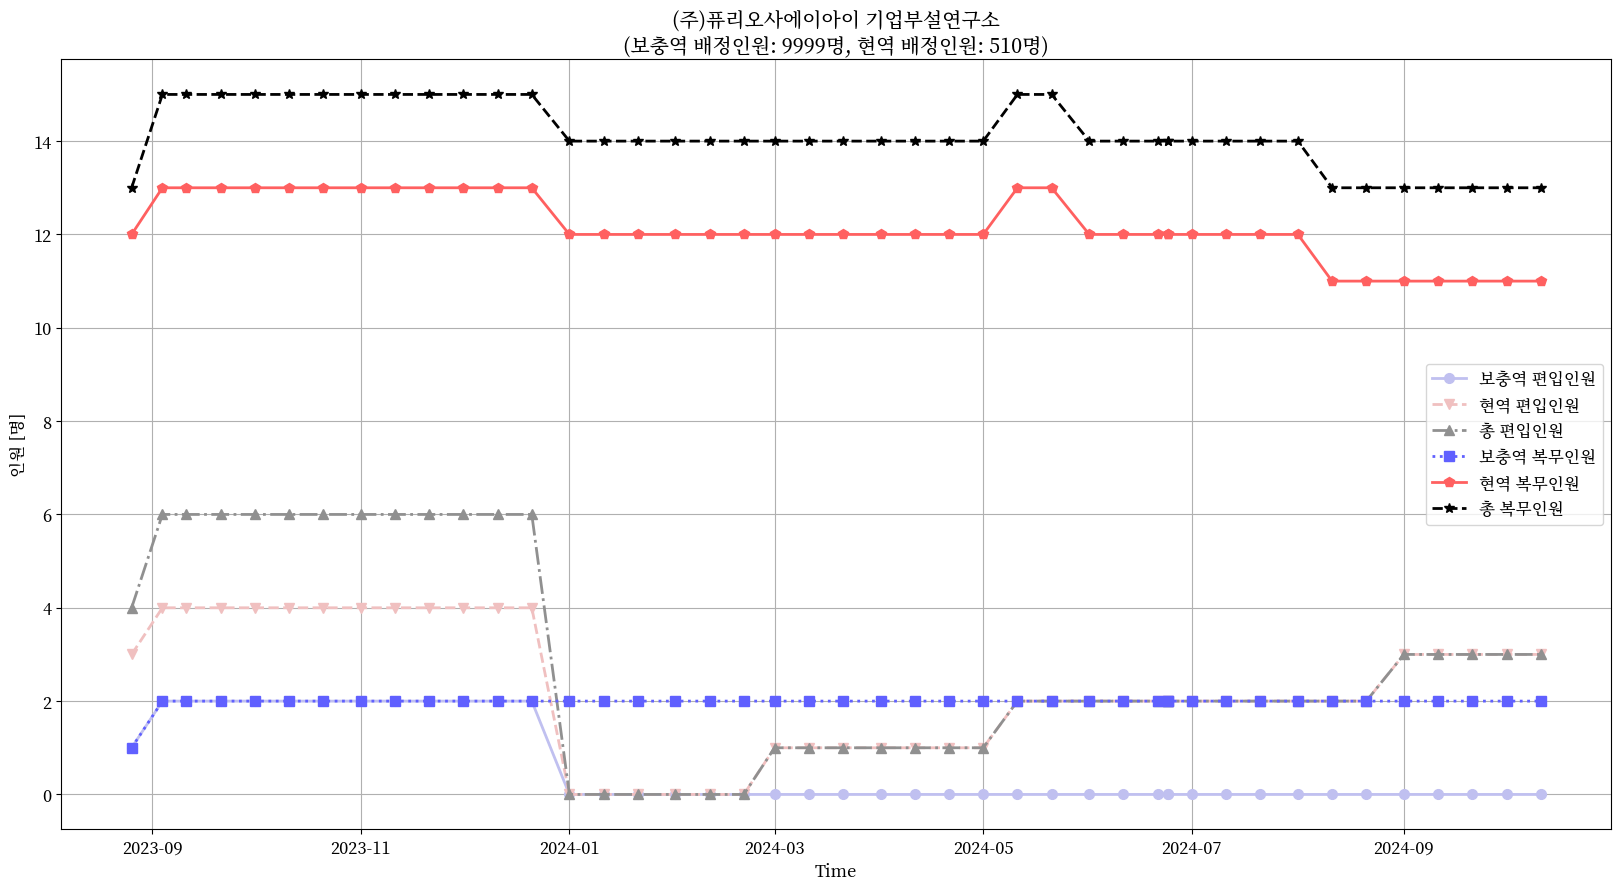 (주)퓨리오사에이아이 기업부설연구소
(보충역 배정인원: 9999명, 현역 배정인원: 510명)
인원 [명]
14
12
10
8
6
4
2
0
보충역 편입인원
현역 편입인원
총 편입인원
보충역 복무인원
현역 복무인원
총 복무인원
2023-09
2023-11
2024-01
2024-03
2024-05
2024-07
2024-09
Time